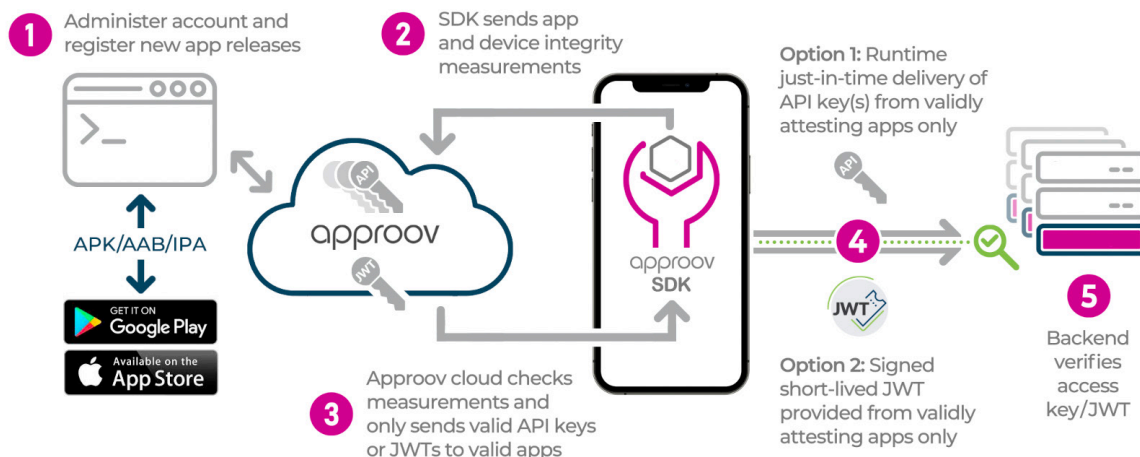 1
Administer account and
register new app releases
>_
APK/AAB/IPA
GET IT ON
Google Play
Available on the
App Store
2
SDK sends app
and device integrity
measurements
API
approov
JWT
3
Approov cloud checks
measurements and
only sends valid API keys
or JWTs to valid apps
approov
SDK
Option 1: Runtime
just-in-time delivery of
API key(s) from validly
attesting apps only
API
4
JWT
Option 2: Signed
short-lived JWT
provided from validly
attesting apps only
5
Backend
verifies
access
key/JWT